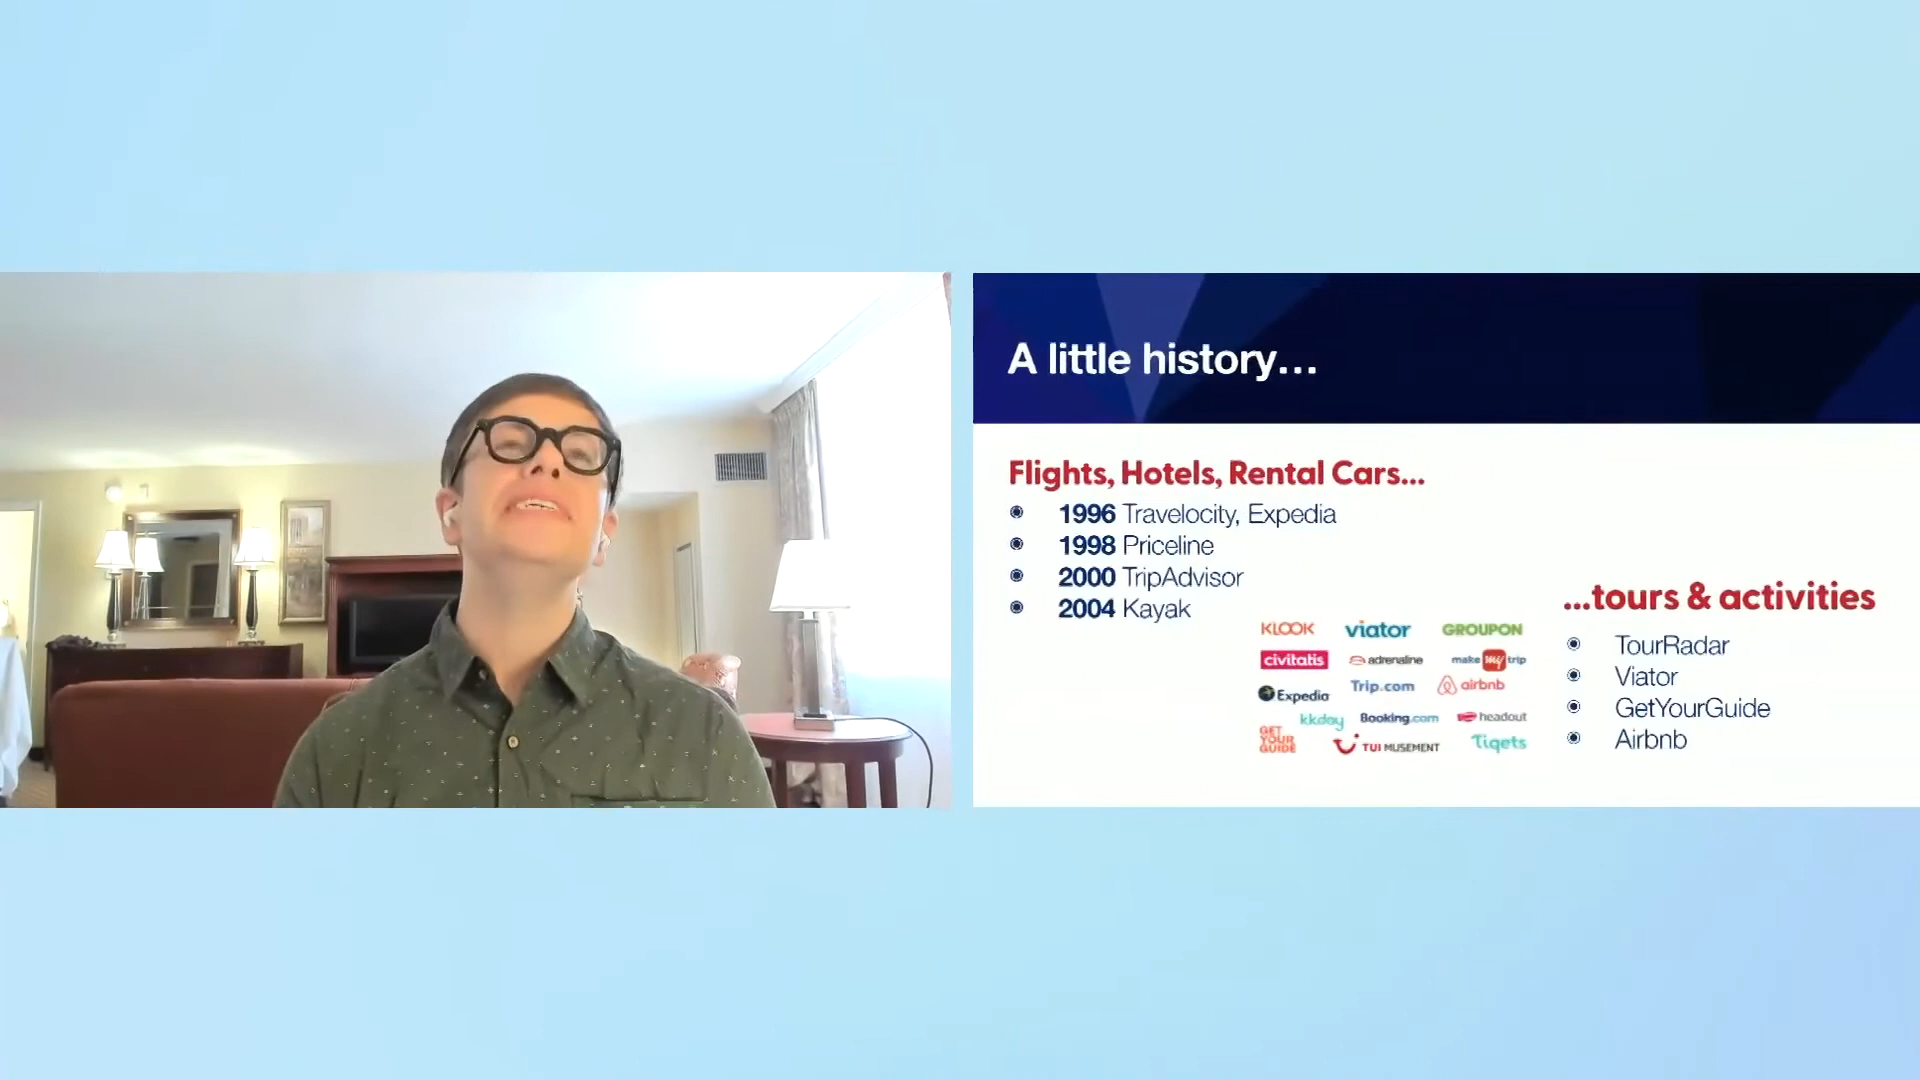 A little history...
Flights, Hotels, Rental Cars...
1996 Travelocity, Expedia
1998 Priceline
2000 TripAdvisor
2004 Kayak
KLOOK viator GROUPON
civitatis adrenaline make my trip
Expedia Trip.com airbnb
kkday Booking.com headout
GET YOUR GUIDE TUI MUSEMENT Tiqets
...tours & activities
TourRadar
Viator
GetYourGuide
Airbnb